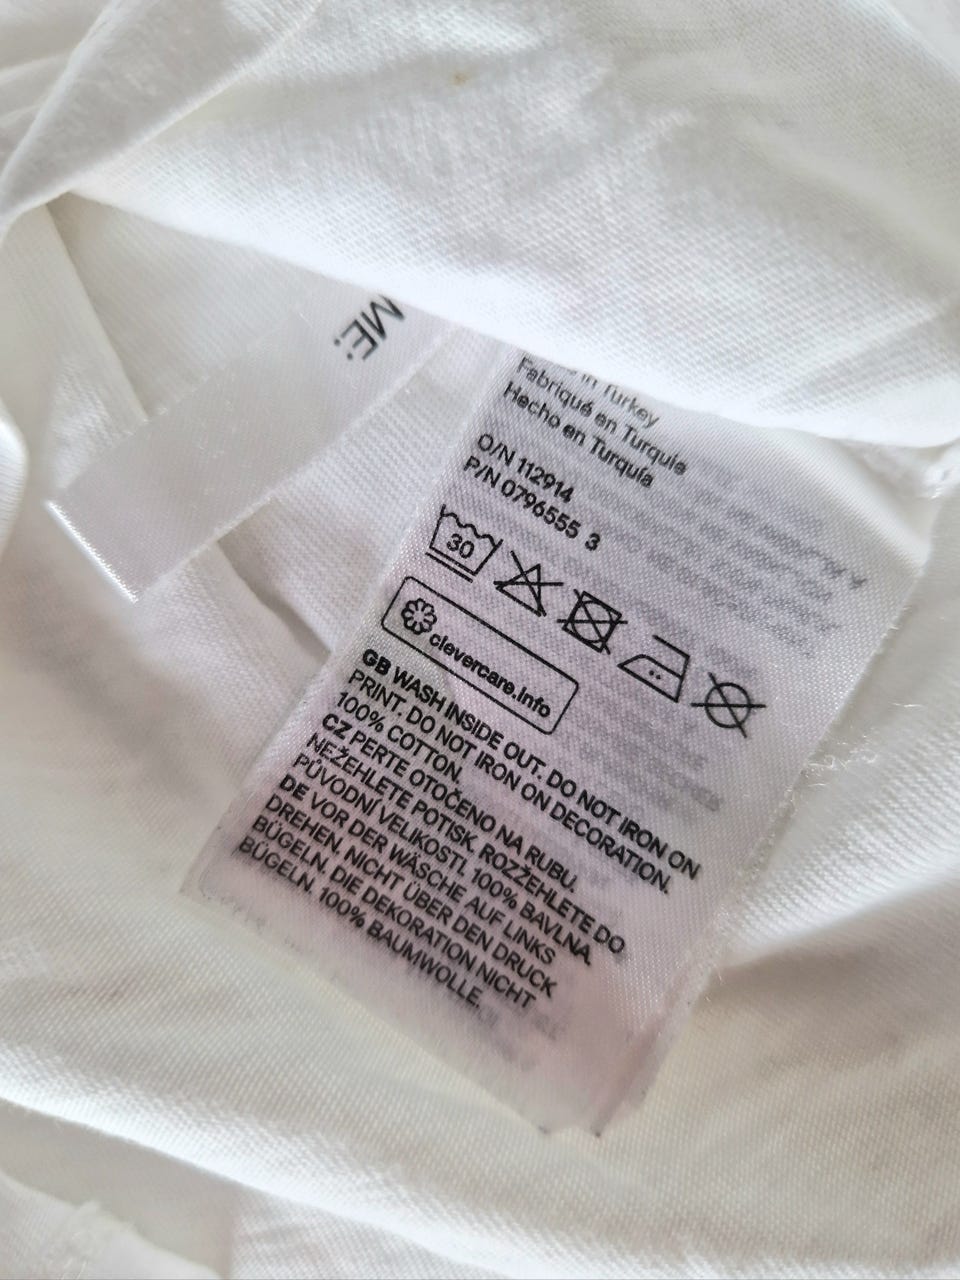 ME:
in Turkey
Fabriqué en Turquie
Hecho en Turquía
O/N 112914
P/N 0796555 3
30
clevercare.info
GB WASH INSIDE OUT. DO NOT IRON ON
PRINT. DO NOT IRON ON DECORATION.
100% COTTON.
CZ PERTE OTOČENO NA RUBU.
NEŽEHLETE POTISK. ROZŽEHLETE DO
PŮVODNÍ VELIKOSTI. 100% BAVLNA.
DE VOR DER WÄSCHE AUF LINKS
DREHEN. NICHT ÜBER DEN DRUCK
BÜGELN. DIE DEKORATION NICHT
BÜGELN. 100% BAUMWOLLE.